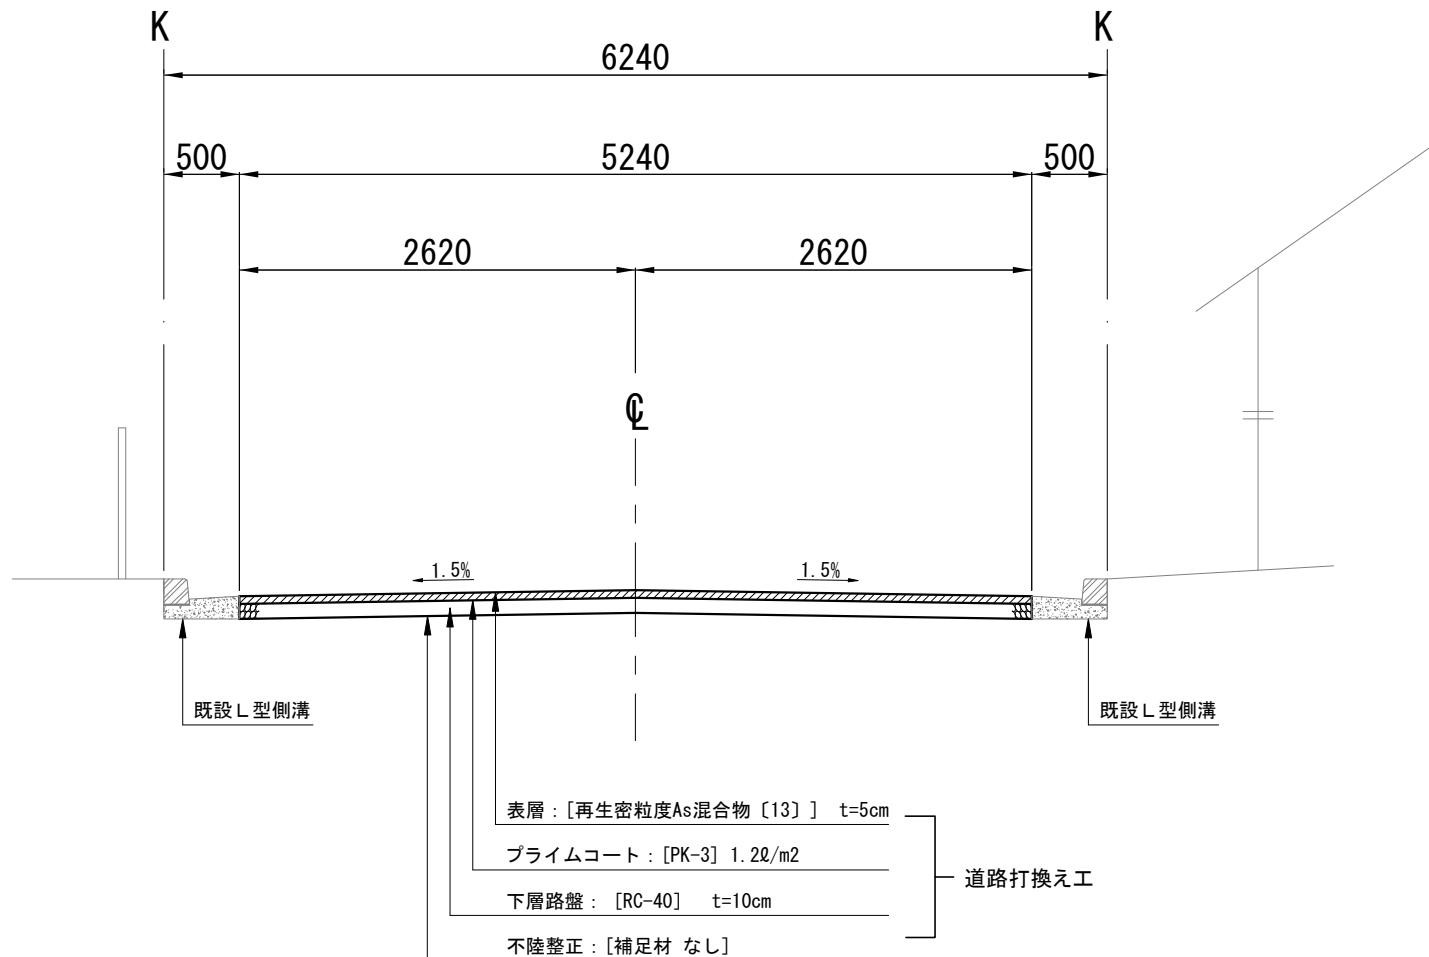 K K
6240
500 5240 500
2620 2620
℄
1.5% 1.5%
既設L型側溝 既設L型側溝
表層:[再生密粒度As混合物〔13〕] t=5cm
プライムコート:[PK-3] 1.2ℓ/m2
道路打換え工
下層路盤: [RC-40] t=10cm
不陸整正:[補足材 なし]